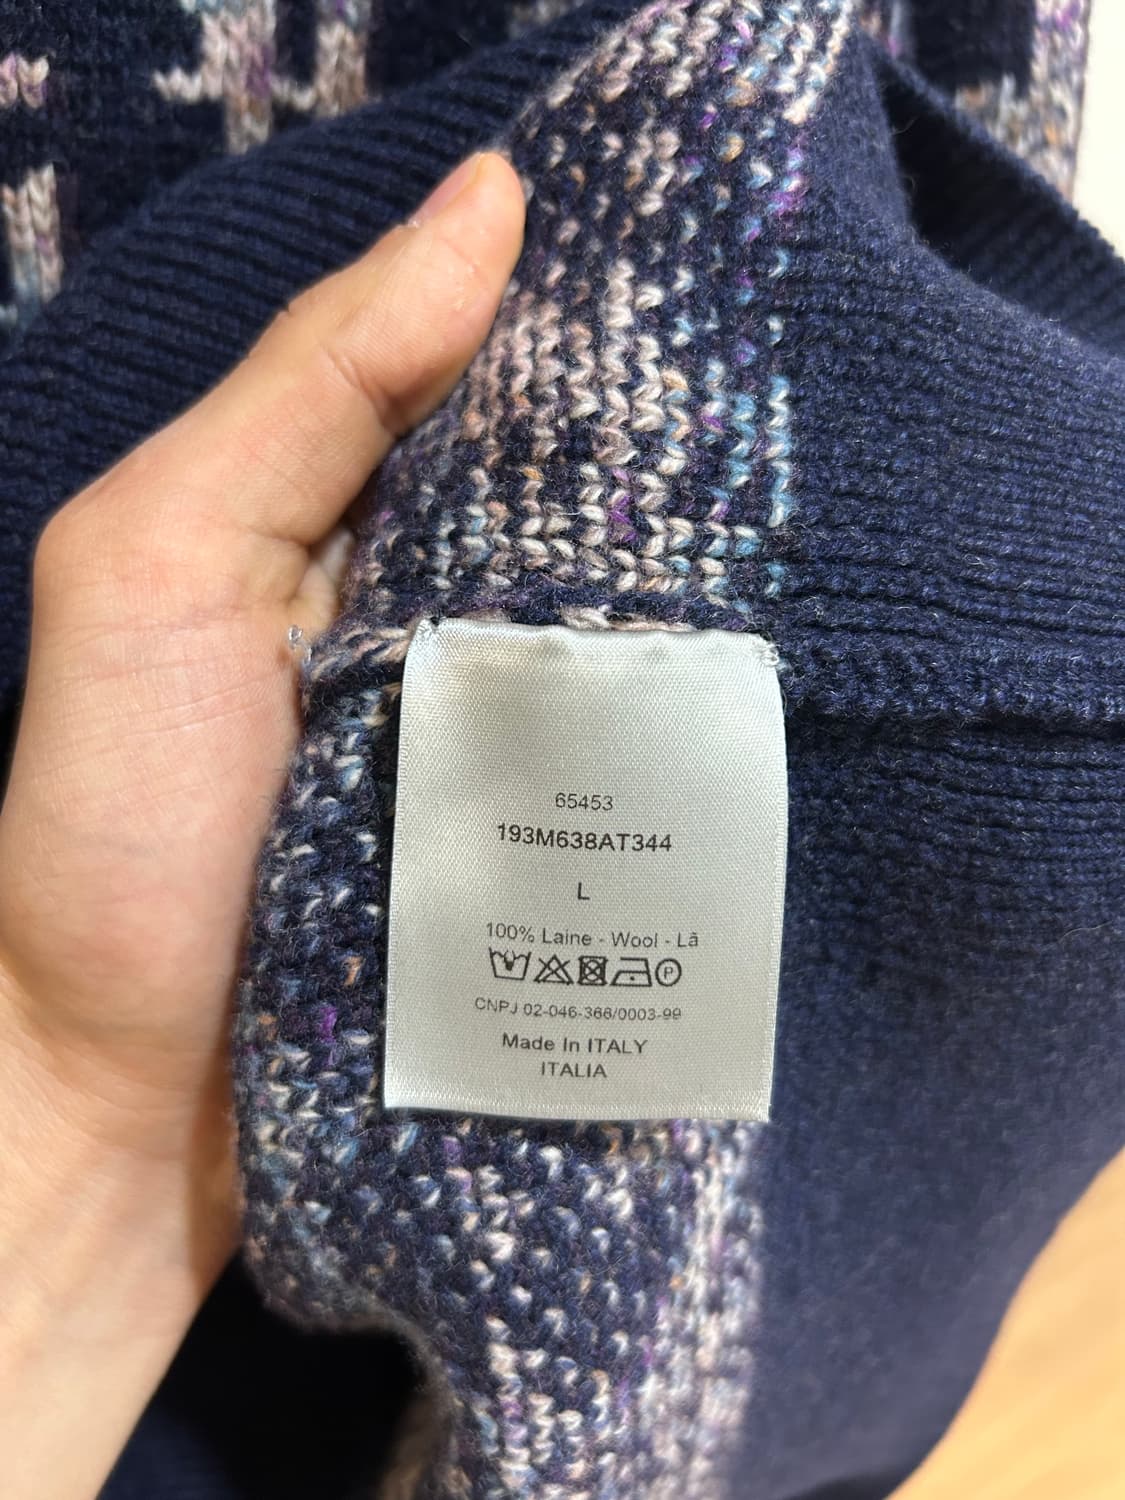 65453
193M638AT344
L
100% Laine - Wool - Lã
P
CNPJ 02-046-366/0003-99
Made In ITALY
ITALIA